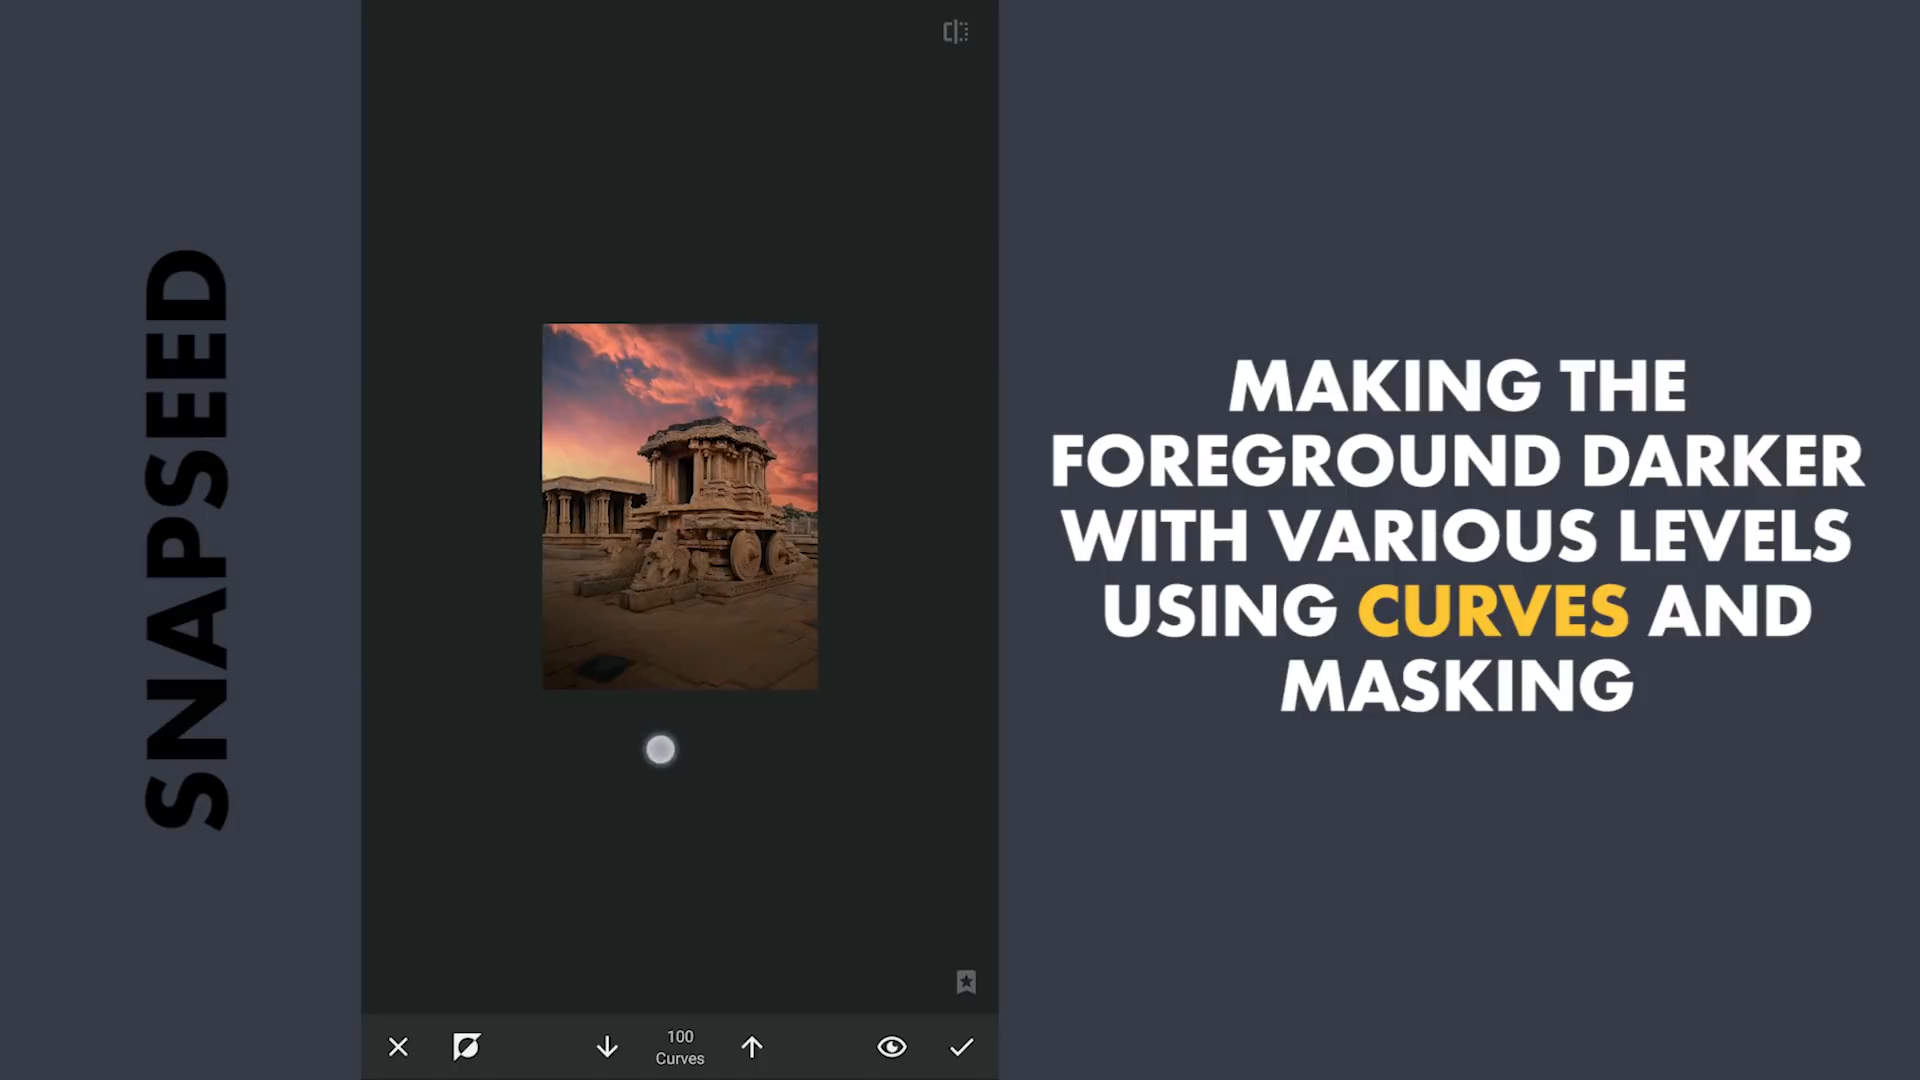 SNAPSEED
MAKING THE
FOREGROUND DARKER
WITH VARIOUS LEVELS
USING CURVES AND
MASKING
100
Curves